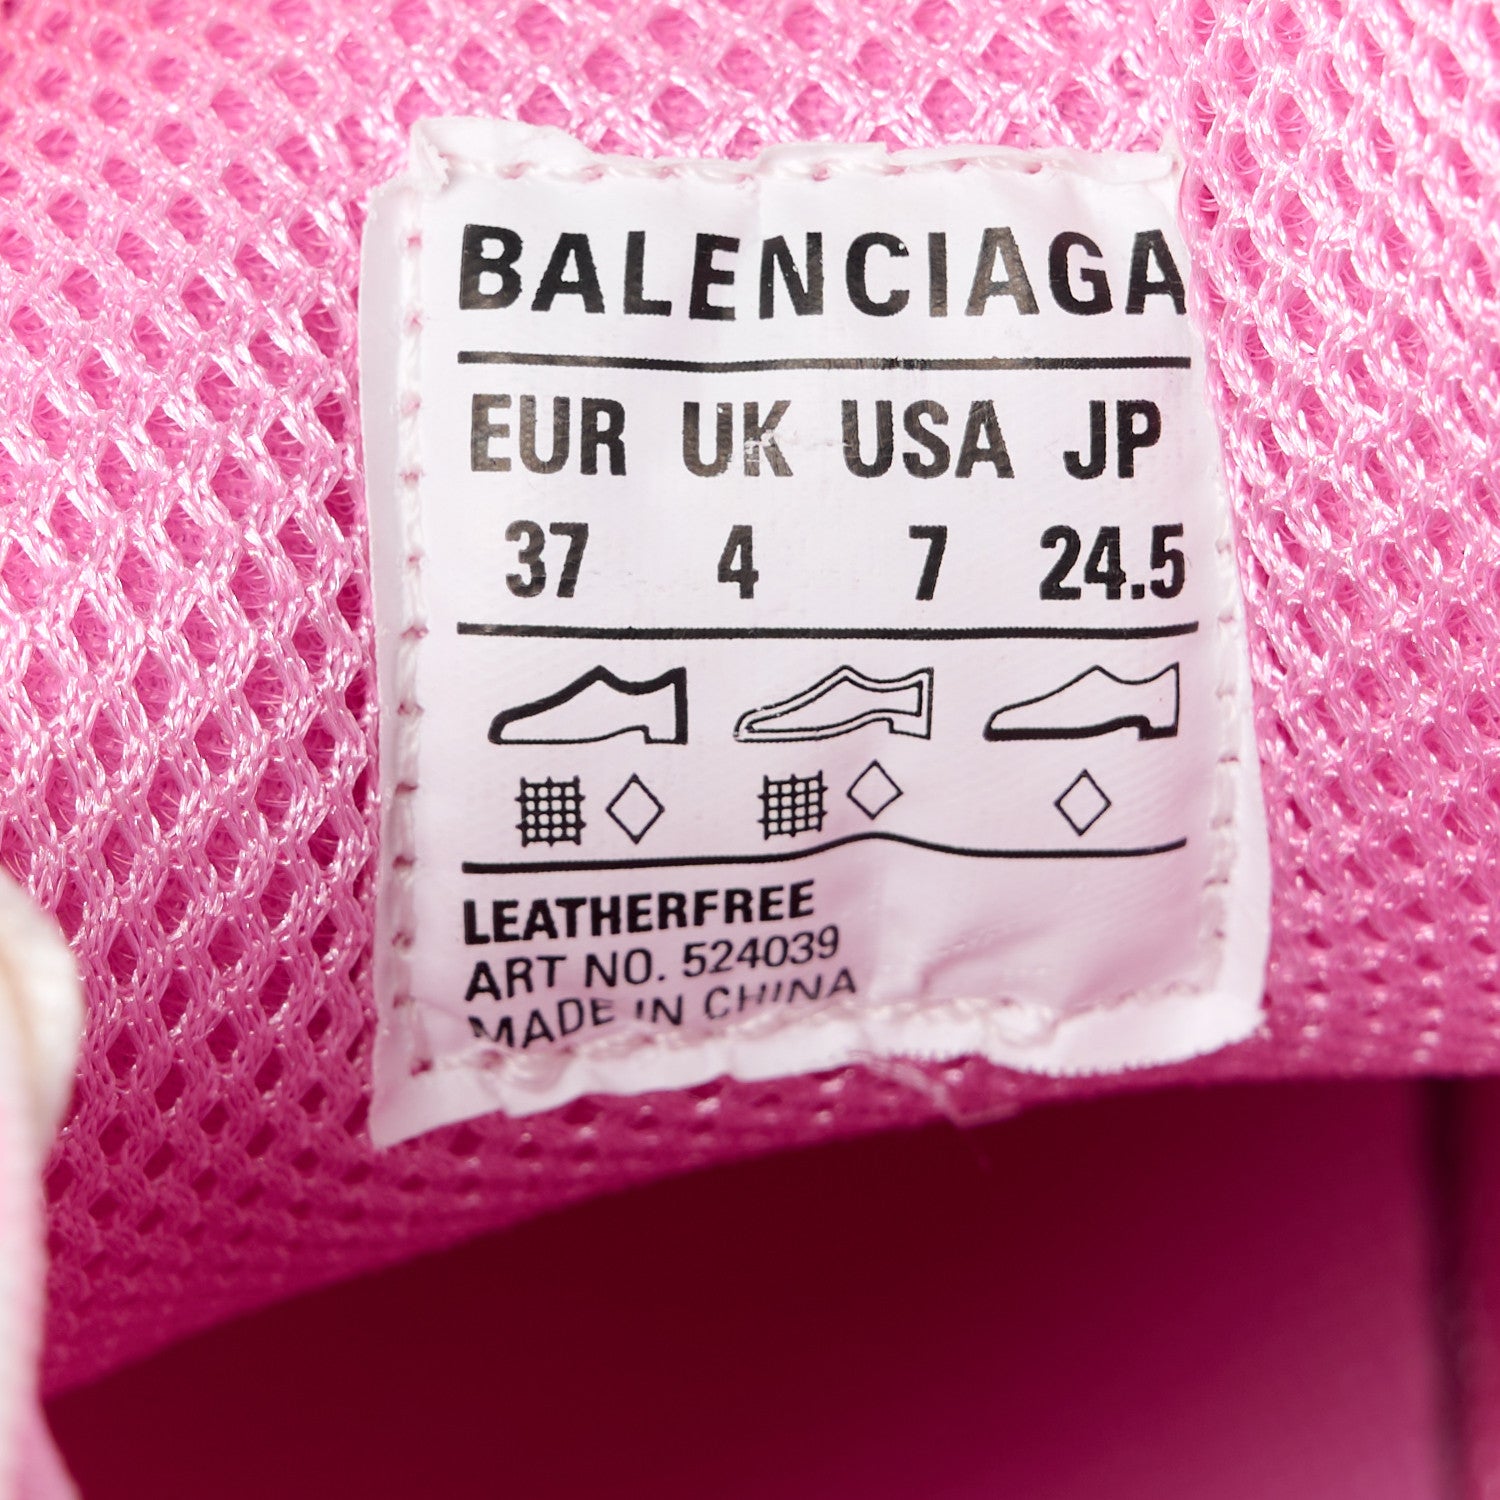 BALENCIAGA
EUR UK USA JP
37 4 7 24.5
LEATHERFREE
ART NO. 524039
MADE IN CHINA